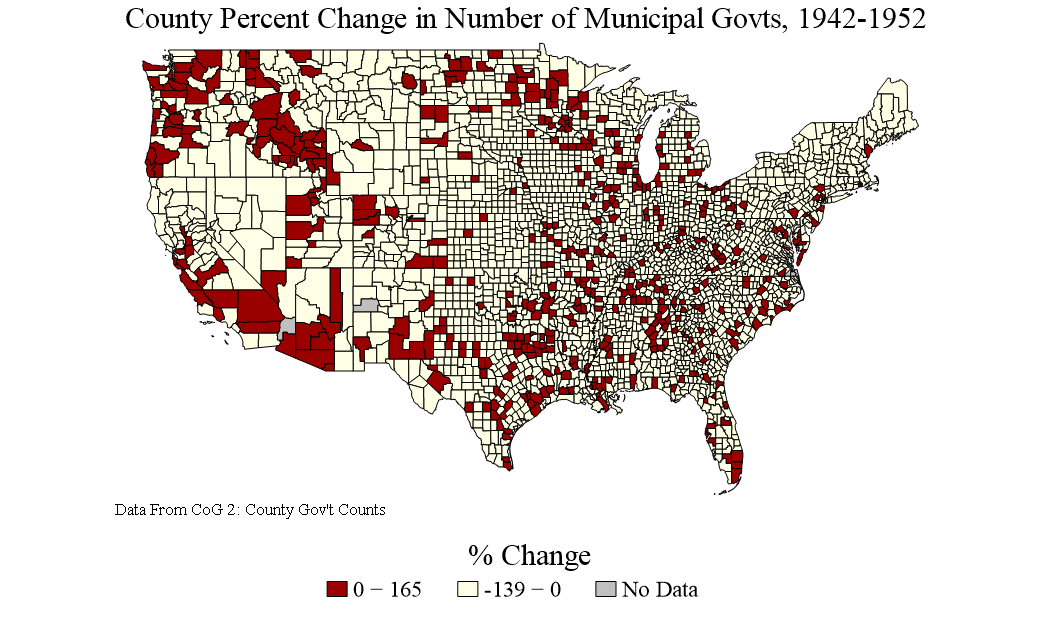 County Percent Change in Number of Municipal Govts, 1942-1952
Data From CoG 2: County Gov't Counts
% Change
0 − 165
-139 − 0
No Data